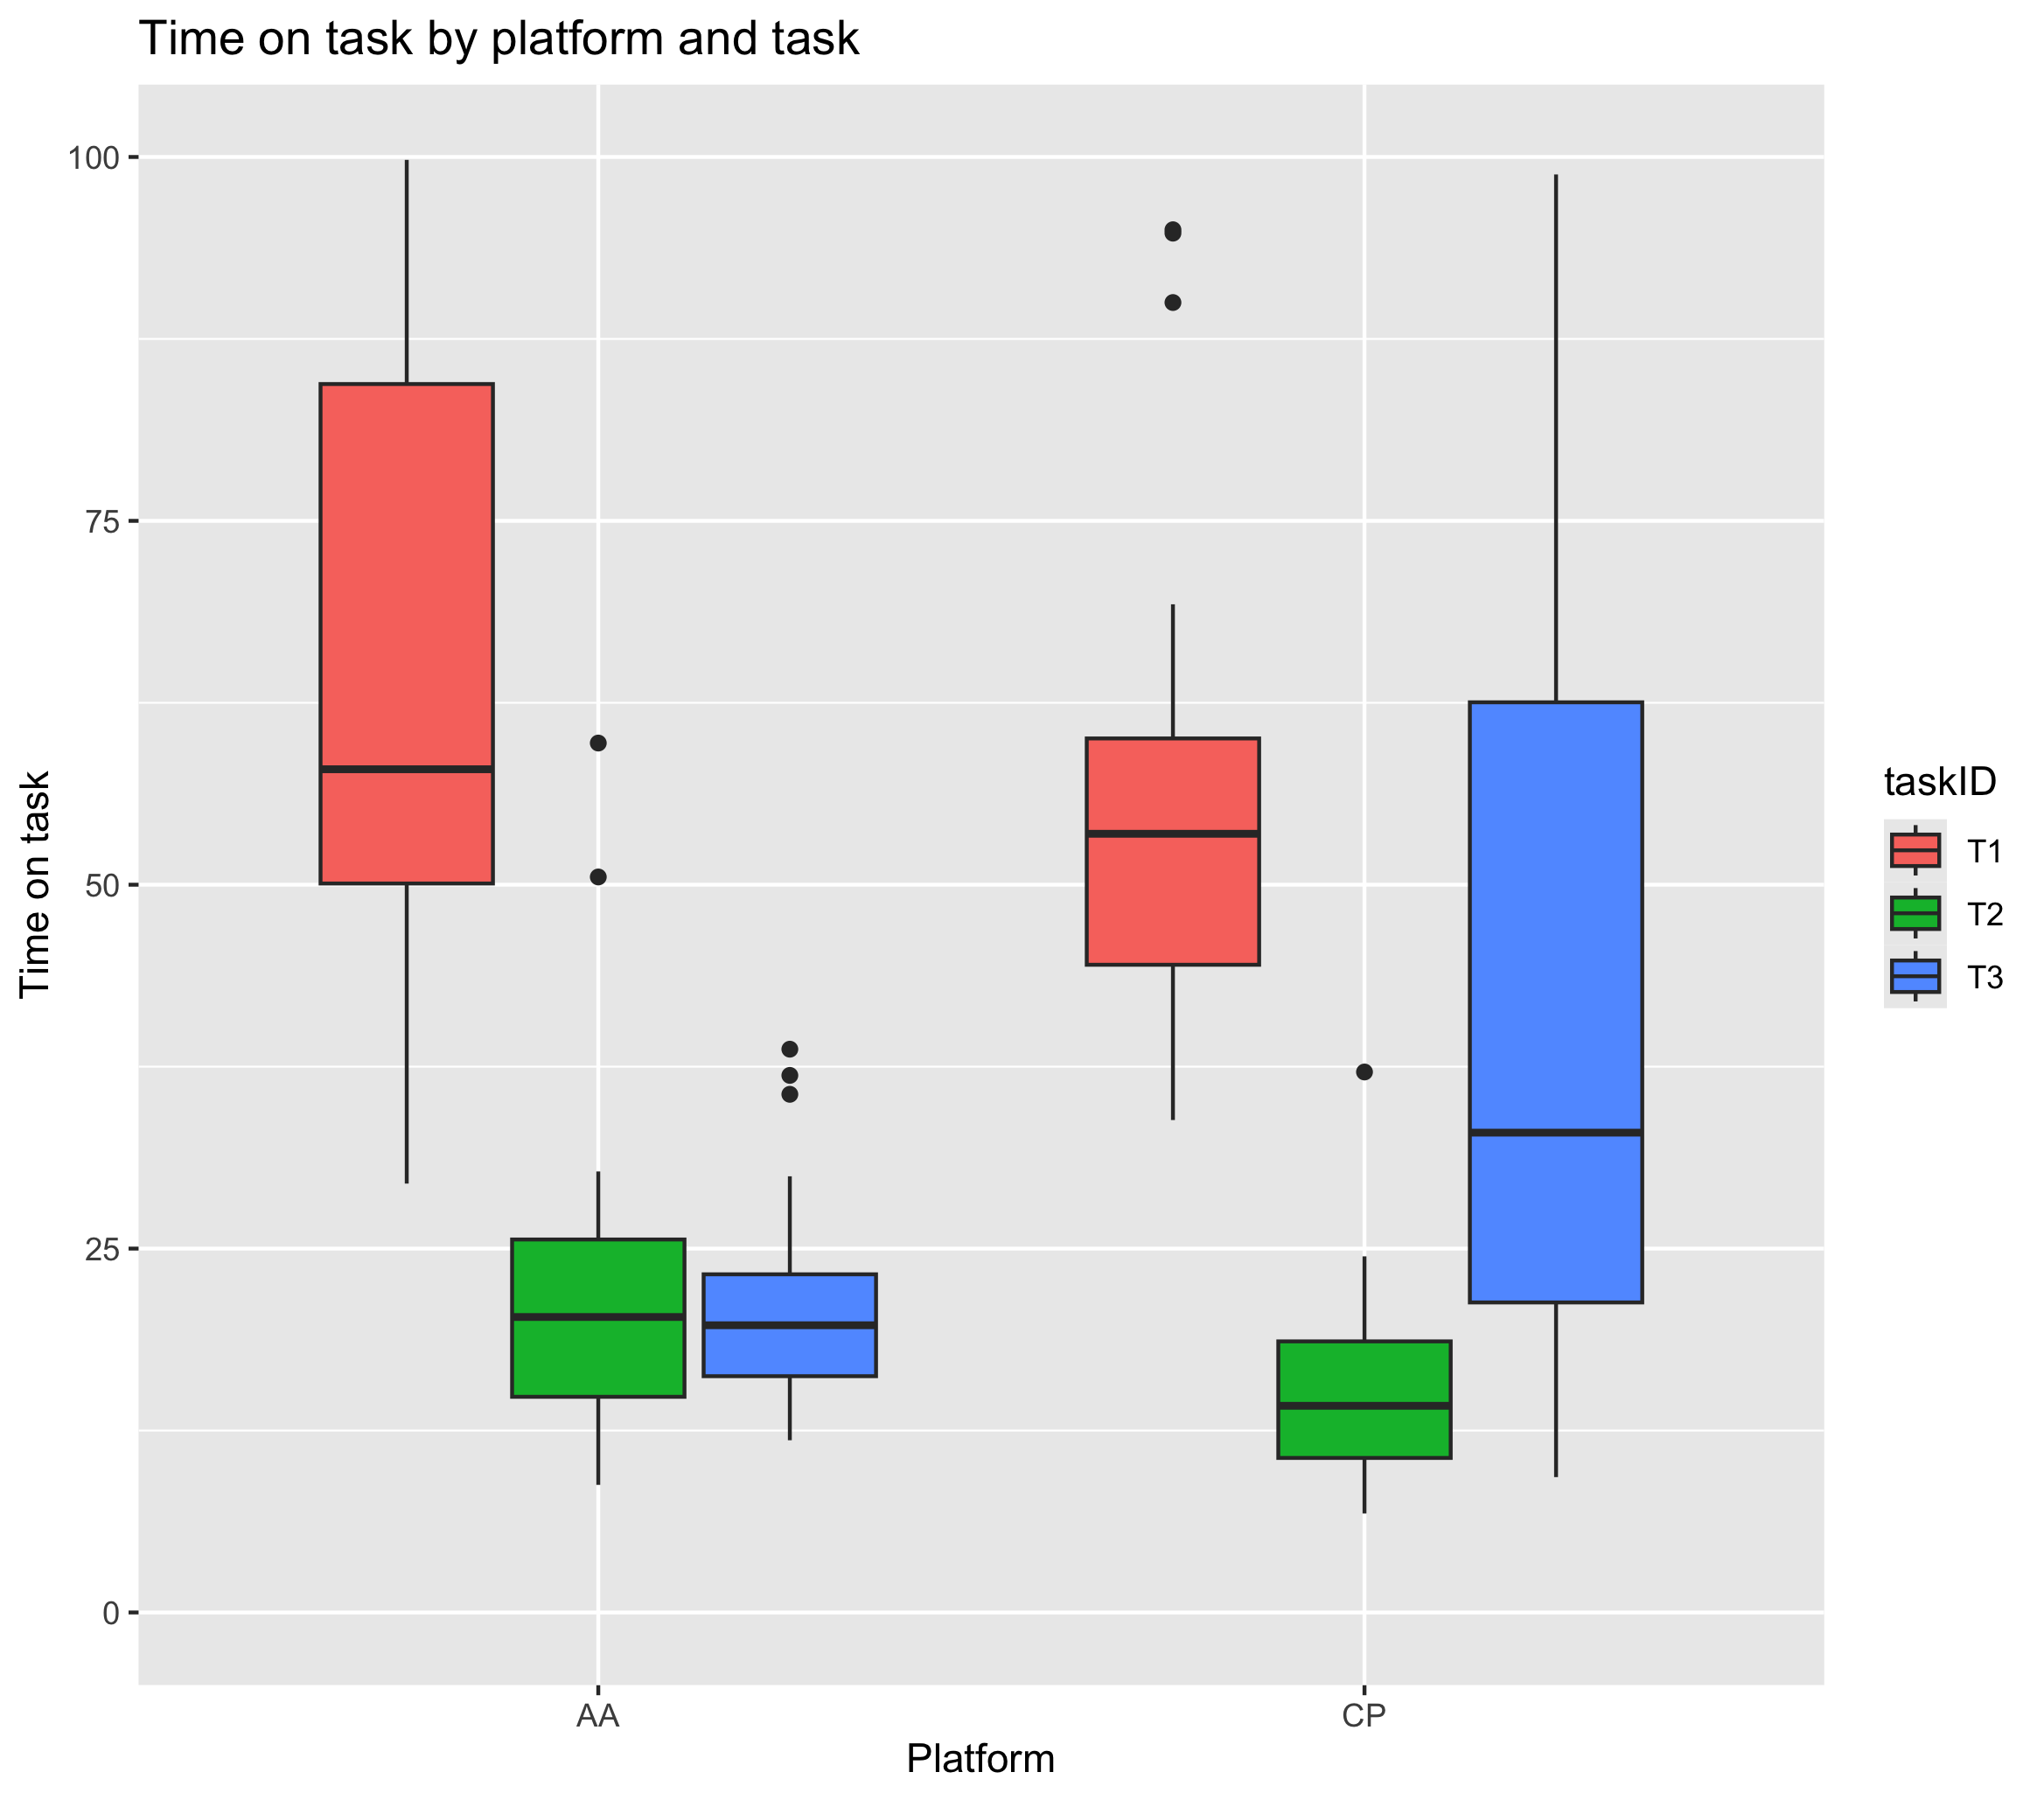 Time on task by platform and task
100
75
50
25
0
Time on task
AA
CP
Platform
taskID
T1
T2
T3